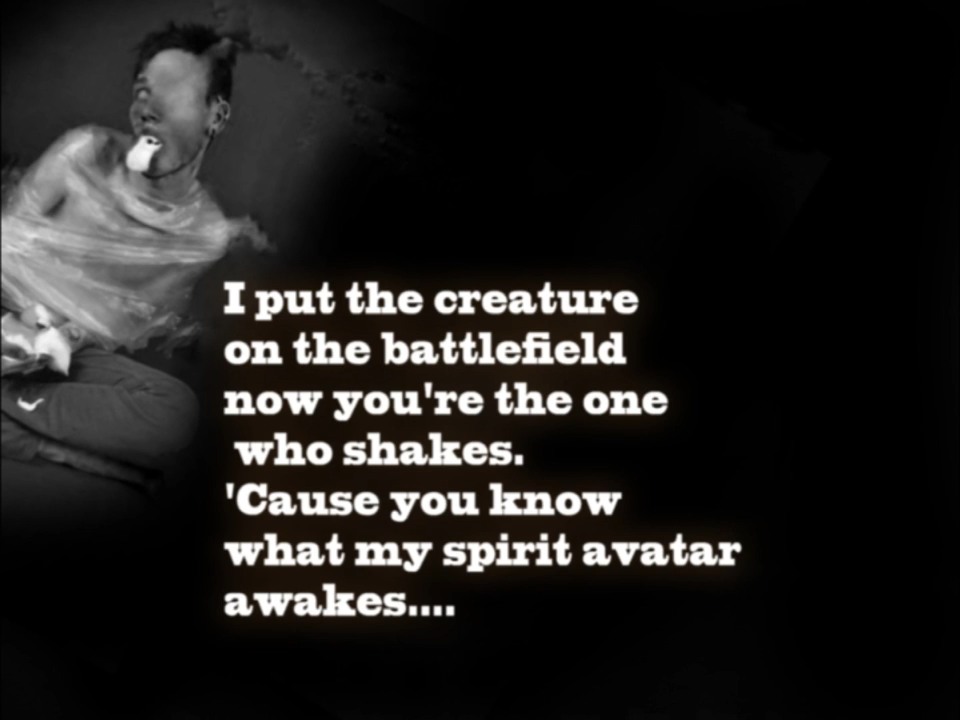 I put the creature
on the battlefield
now you're the one
who shakes.
'Cause you know
what my spirit avatar
awakes....